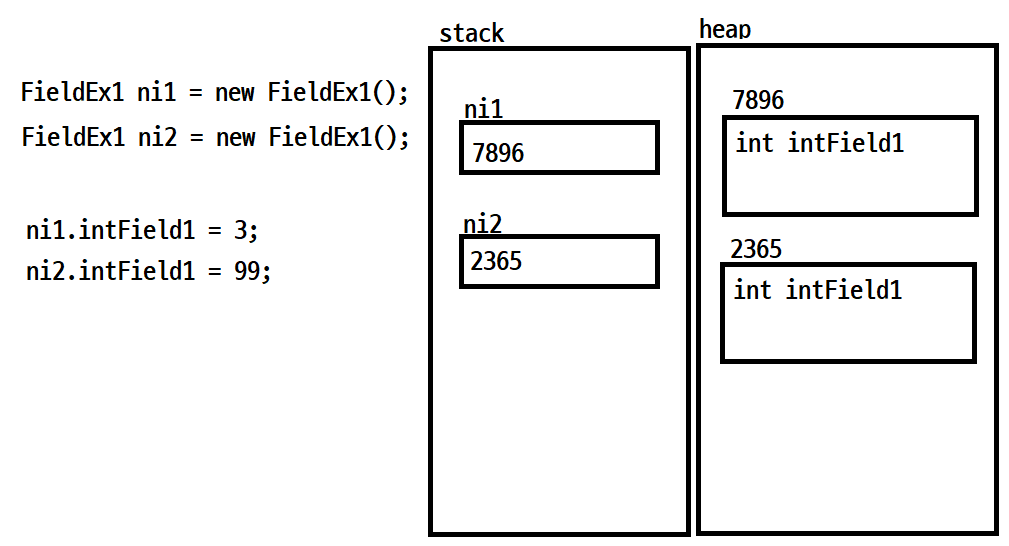 FieldEx1 ni1 = new FieldEx1();
FieldEx1 ni2 = new FieldEx1();
ni1.intField1 = 3;
ni2.intField1 = 99;
stack
ni1
7896
ni2
2365
heap
7896
int intField1
2365
int intField1